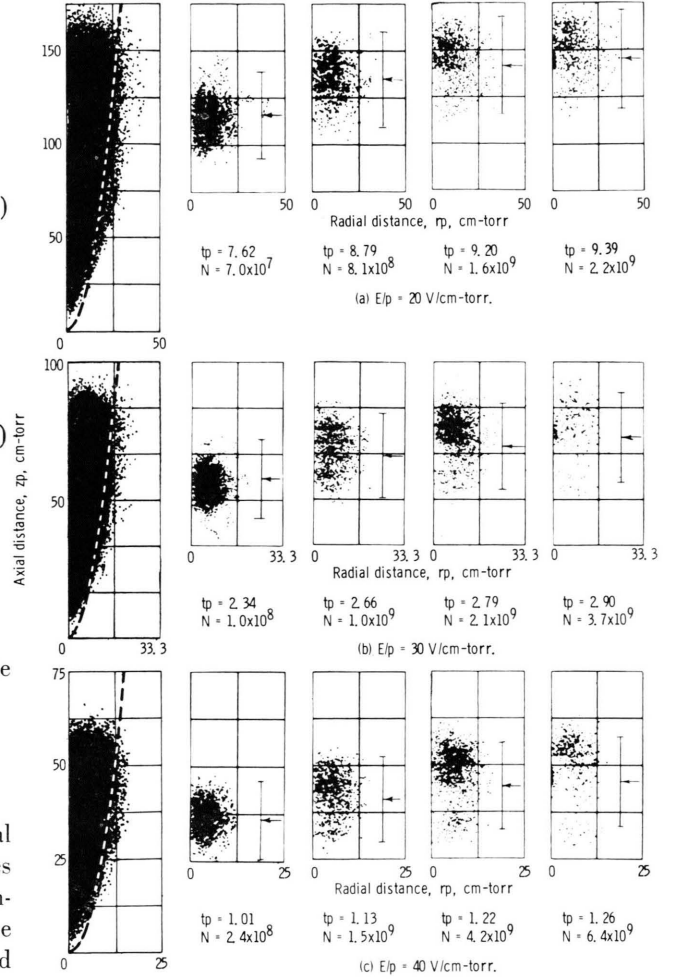 150
100
50
0 50
0 50
0 50
0 50
0 50
Radial distance, rp, cm-torr
tp = 7.62
N = 7.0x10^7
tp = 8.79
N = 8.1x10^8
tp = 9.20
N = 1.6x10^9
tp = 9.39
N = 2.2x10^9
(a) E/p = 20 V/cm-torr.
)
Axial distance, zp, cm-torr
100
50
0 33.3
0 33.3
0 33.3
0 33.3
0 33.3
Radial distance, rp, cm-torr
tp = 2.34
N = 1.0x10^8
tp = 2.66
N = 1.0x10^9
tp = 2.79
N = 2.1x10^9
tp = 2.90
N = 3.7x10^9
(b) E/p = 30 V/cm-torr.
)
e
75
50
25
0 25
0 25
0 25
0 25
0 25
Radial distance, rp, cm-torr
tp = 1.01
N = 2.4x10^8
tp = 1.13
N = 1.5x10^9
tp = 1.22
N = 4.2x10^9
tp = 1.26
N = 6.4x10^9
(c) E/p = 40 V/cm-torr.
al
es
n-
e
d